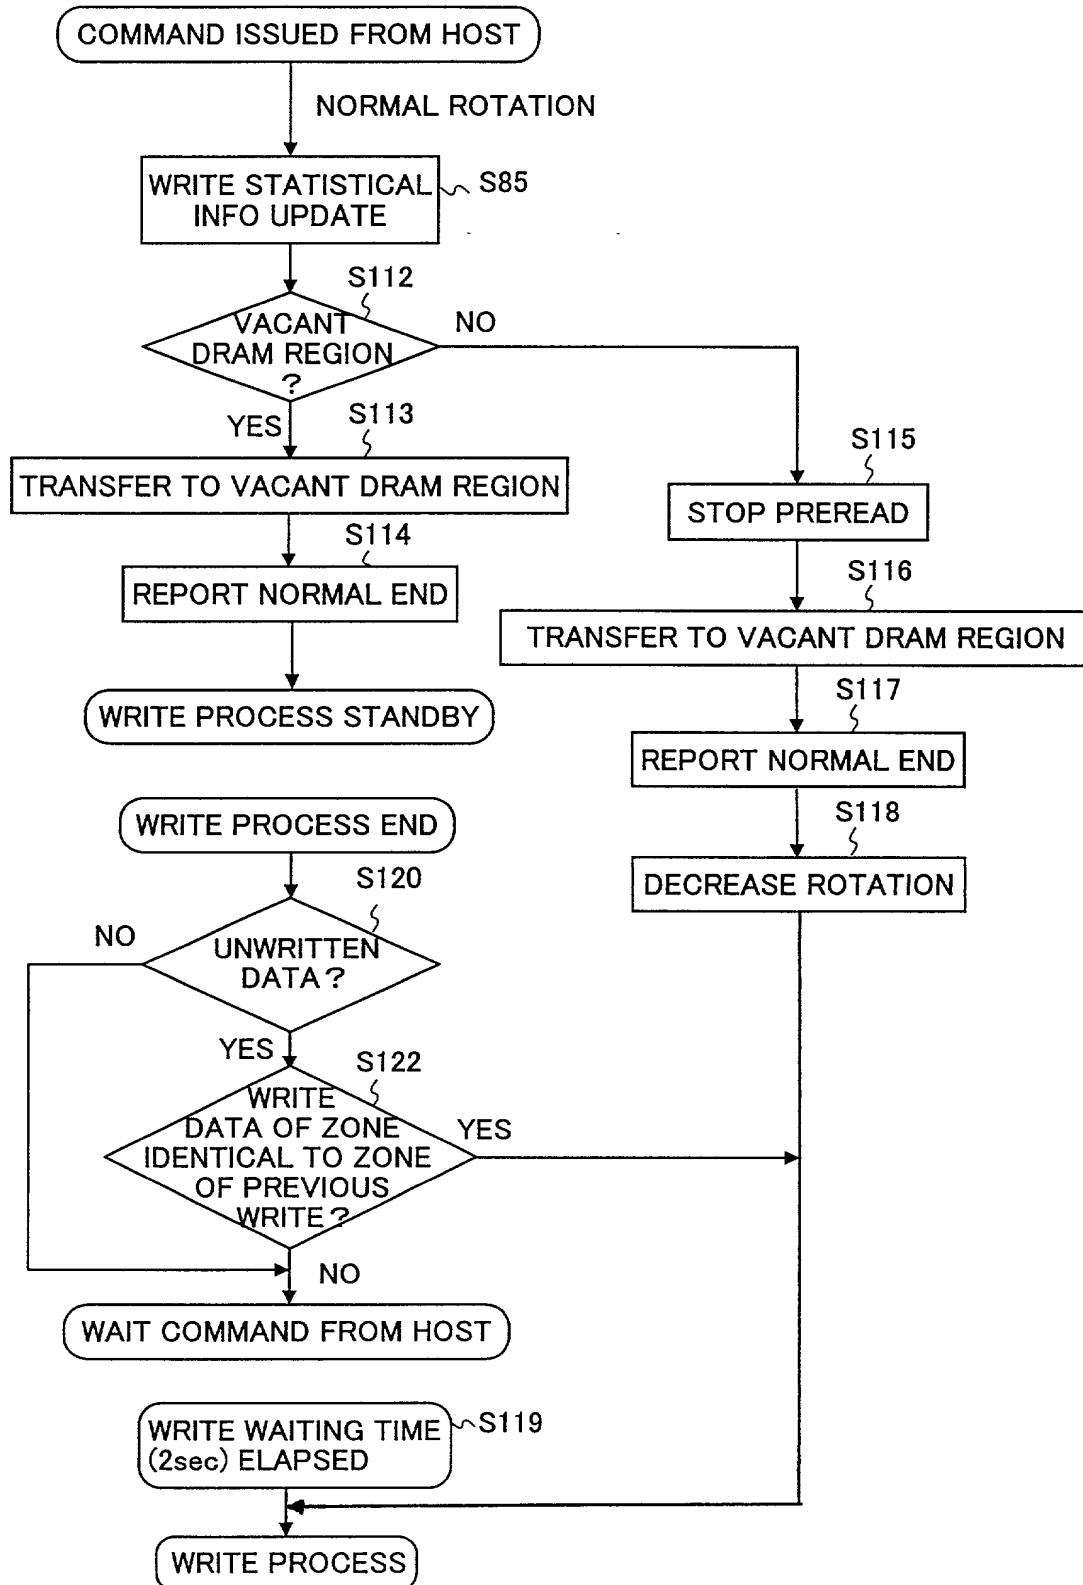 COMMAND ISSUED FROM HOST
NORMAL ROTATION
WRITE STATISTICAL
INFO UPDATE
S85
S112
VACANT
DRAM REGION
?
NO
YES
S113
TRANSFER TO VACANT DRAM REGION
S114
REPORT NORMAL END
WRITE PROCESS STANDBY
S115
STOP PREREAD
S116
TRANSFER TO VACANT DRAM REGION
S117
REPORT NORMAL END
S118
DECREASE ROTATION
WRITE PROCESS END
S120
NO
UNWRITTEN
DATA?
YES
S122
WRITE
DATA OF ZONE
IDENTICAL TO ZONE
OF PREVIOUS
WRITE?
YES
NO
WAIT COMMAND FROM HOST
WRITE WAITING TIME
(2sec) ELAPSED
S119
WRITE PROCESS